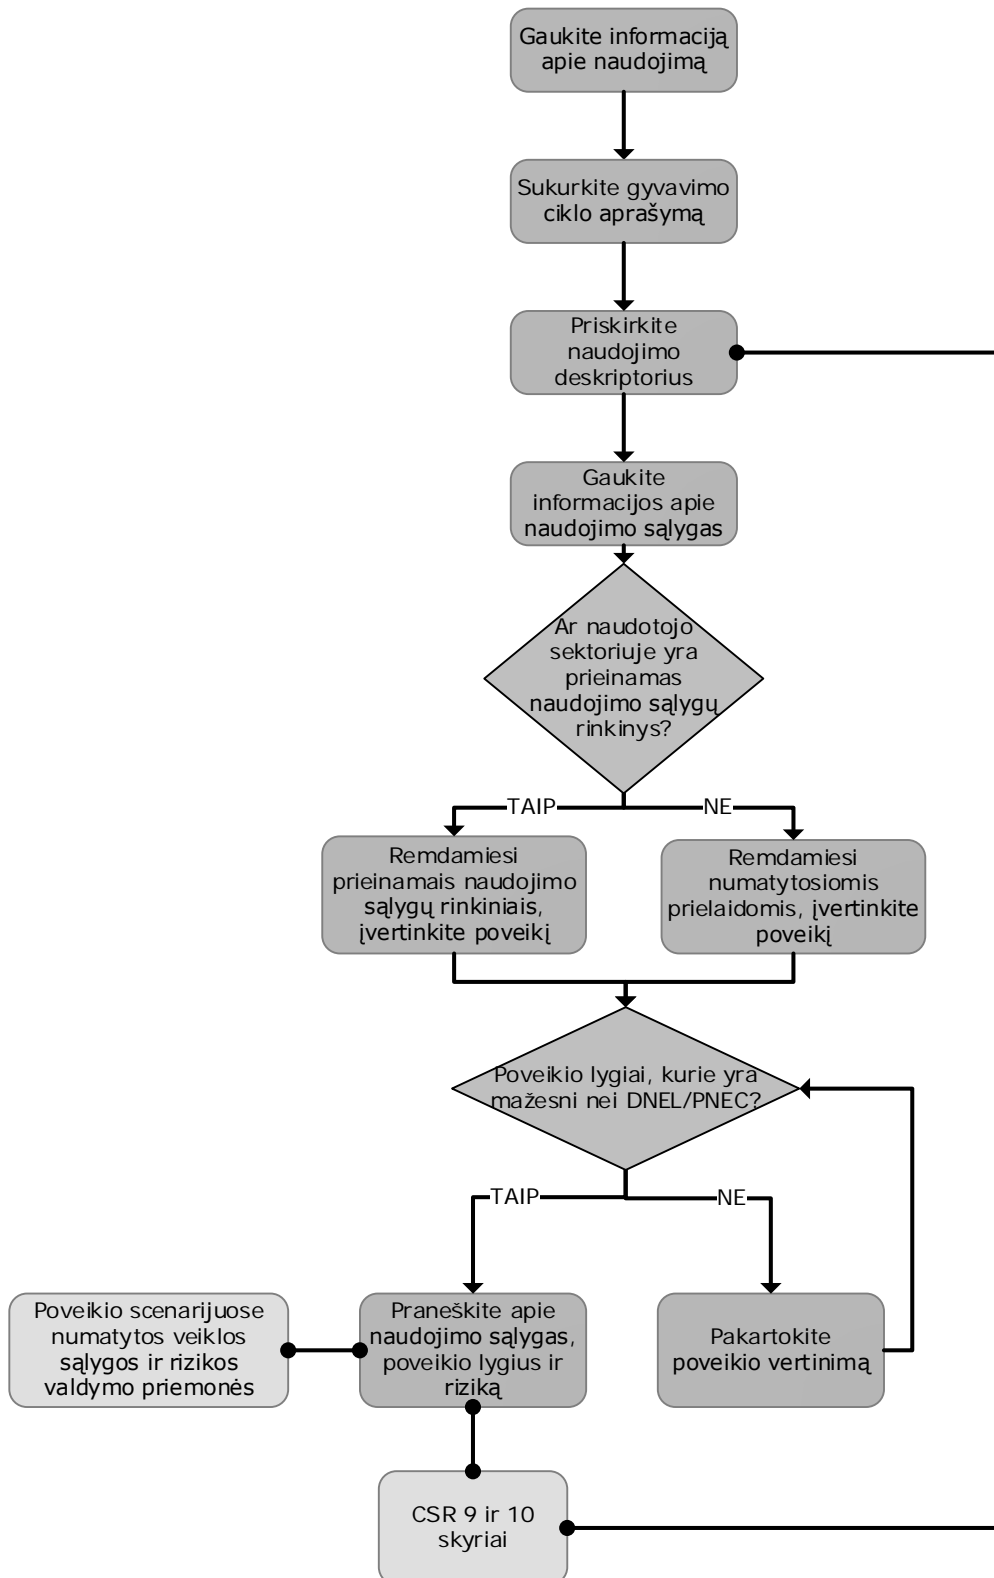 Gaukite informaciją
apie naudojimą
Sukurkite gyvavimo
ciklo aprašymą
Priskirkite
naudojimo
deskriptorius
Gaukite
informacijos apie
naudojimo sąlygas
Ar naudotojo
sektoriuje yra
prieinamas
naudojimo sąlygų
rinkinys?
TAIP
NE
Remdamiesi
prieinamais naudojimo
sąlygų rinkiniais,
įvertinkite poveikį
Remdamiesi
numatytosiomis
prielaidomis, įvertinkite
poveikį
Poveikio lygiai, kurie yra
mažesni nei DNEL/PNEC?
TAIP
NE
Poveikio scenarijuose
numatytos veiklos
sąlygos ir rizikos
valdymo priemonės
Praneškite apie
naudojimo sąlygas,
poveikio lygius ir
riziką
Pakartokite
poveikio vertinimą
CSR 9 ir 10
skyriai